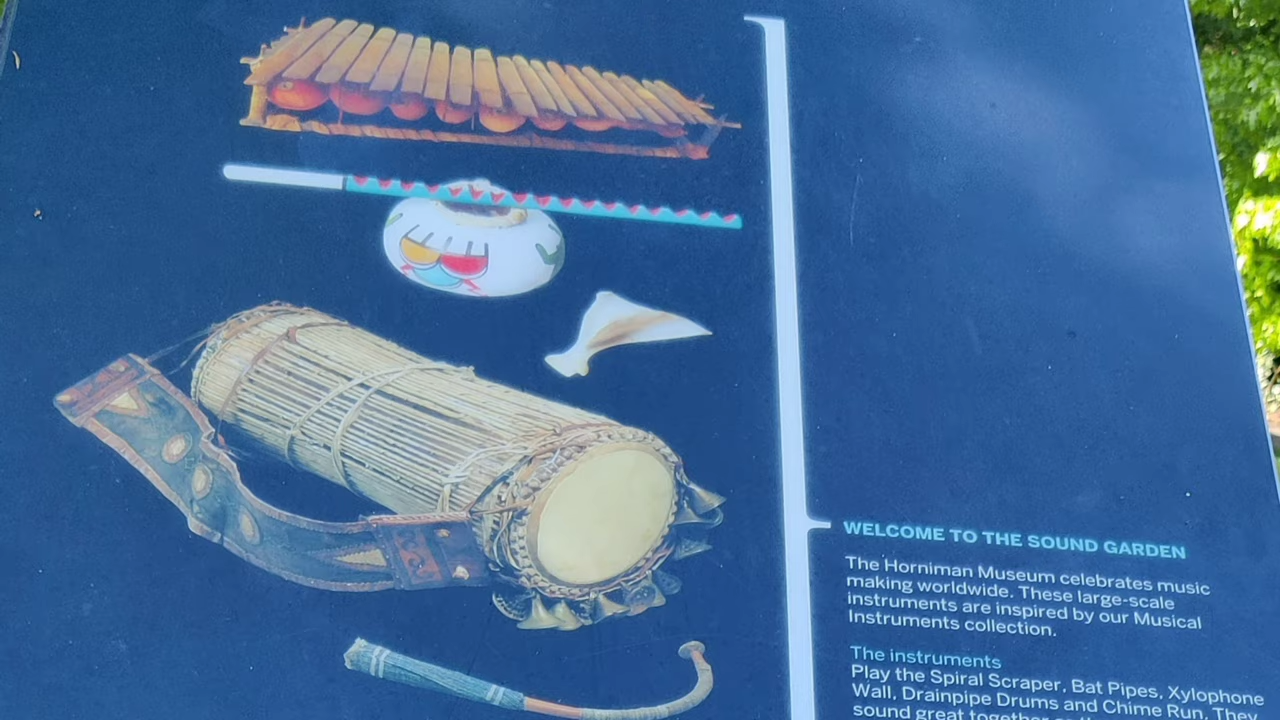 WELCOME TO THE SOUND GARDEN
The Horniman Museum celebrates music
making worldwide. These large-scale
instruments are inspired by our Musical
Instruments collection.
The instruments
Play the Spiral Scraper, Bat Pipes, Xylophone
Wall, Drainpipe Drums and Chime Run. They
sound great together